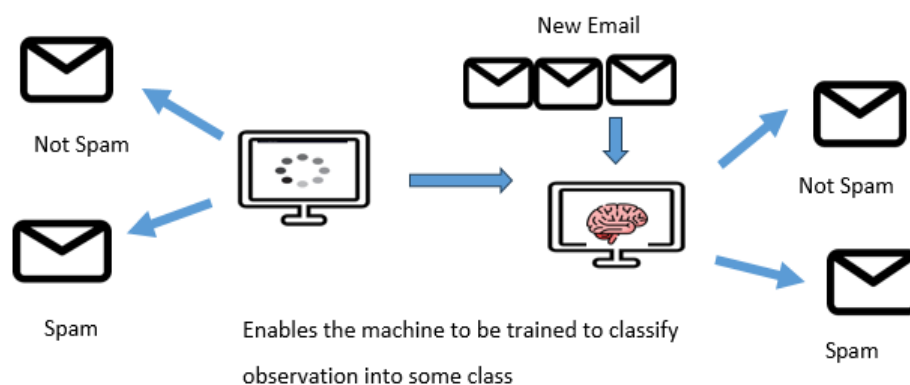 New Email
Not Spam
Not Spam
Spam
Enables the machine to be trained to classify
observation into some class
Spam